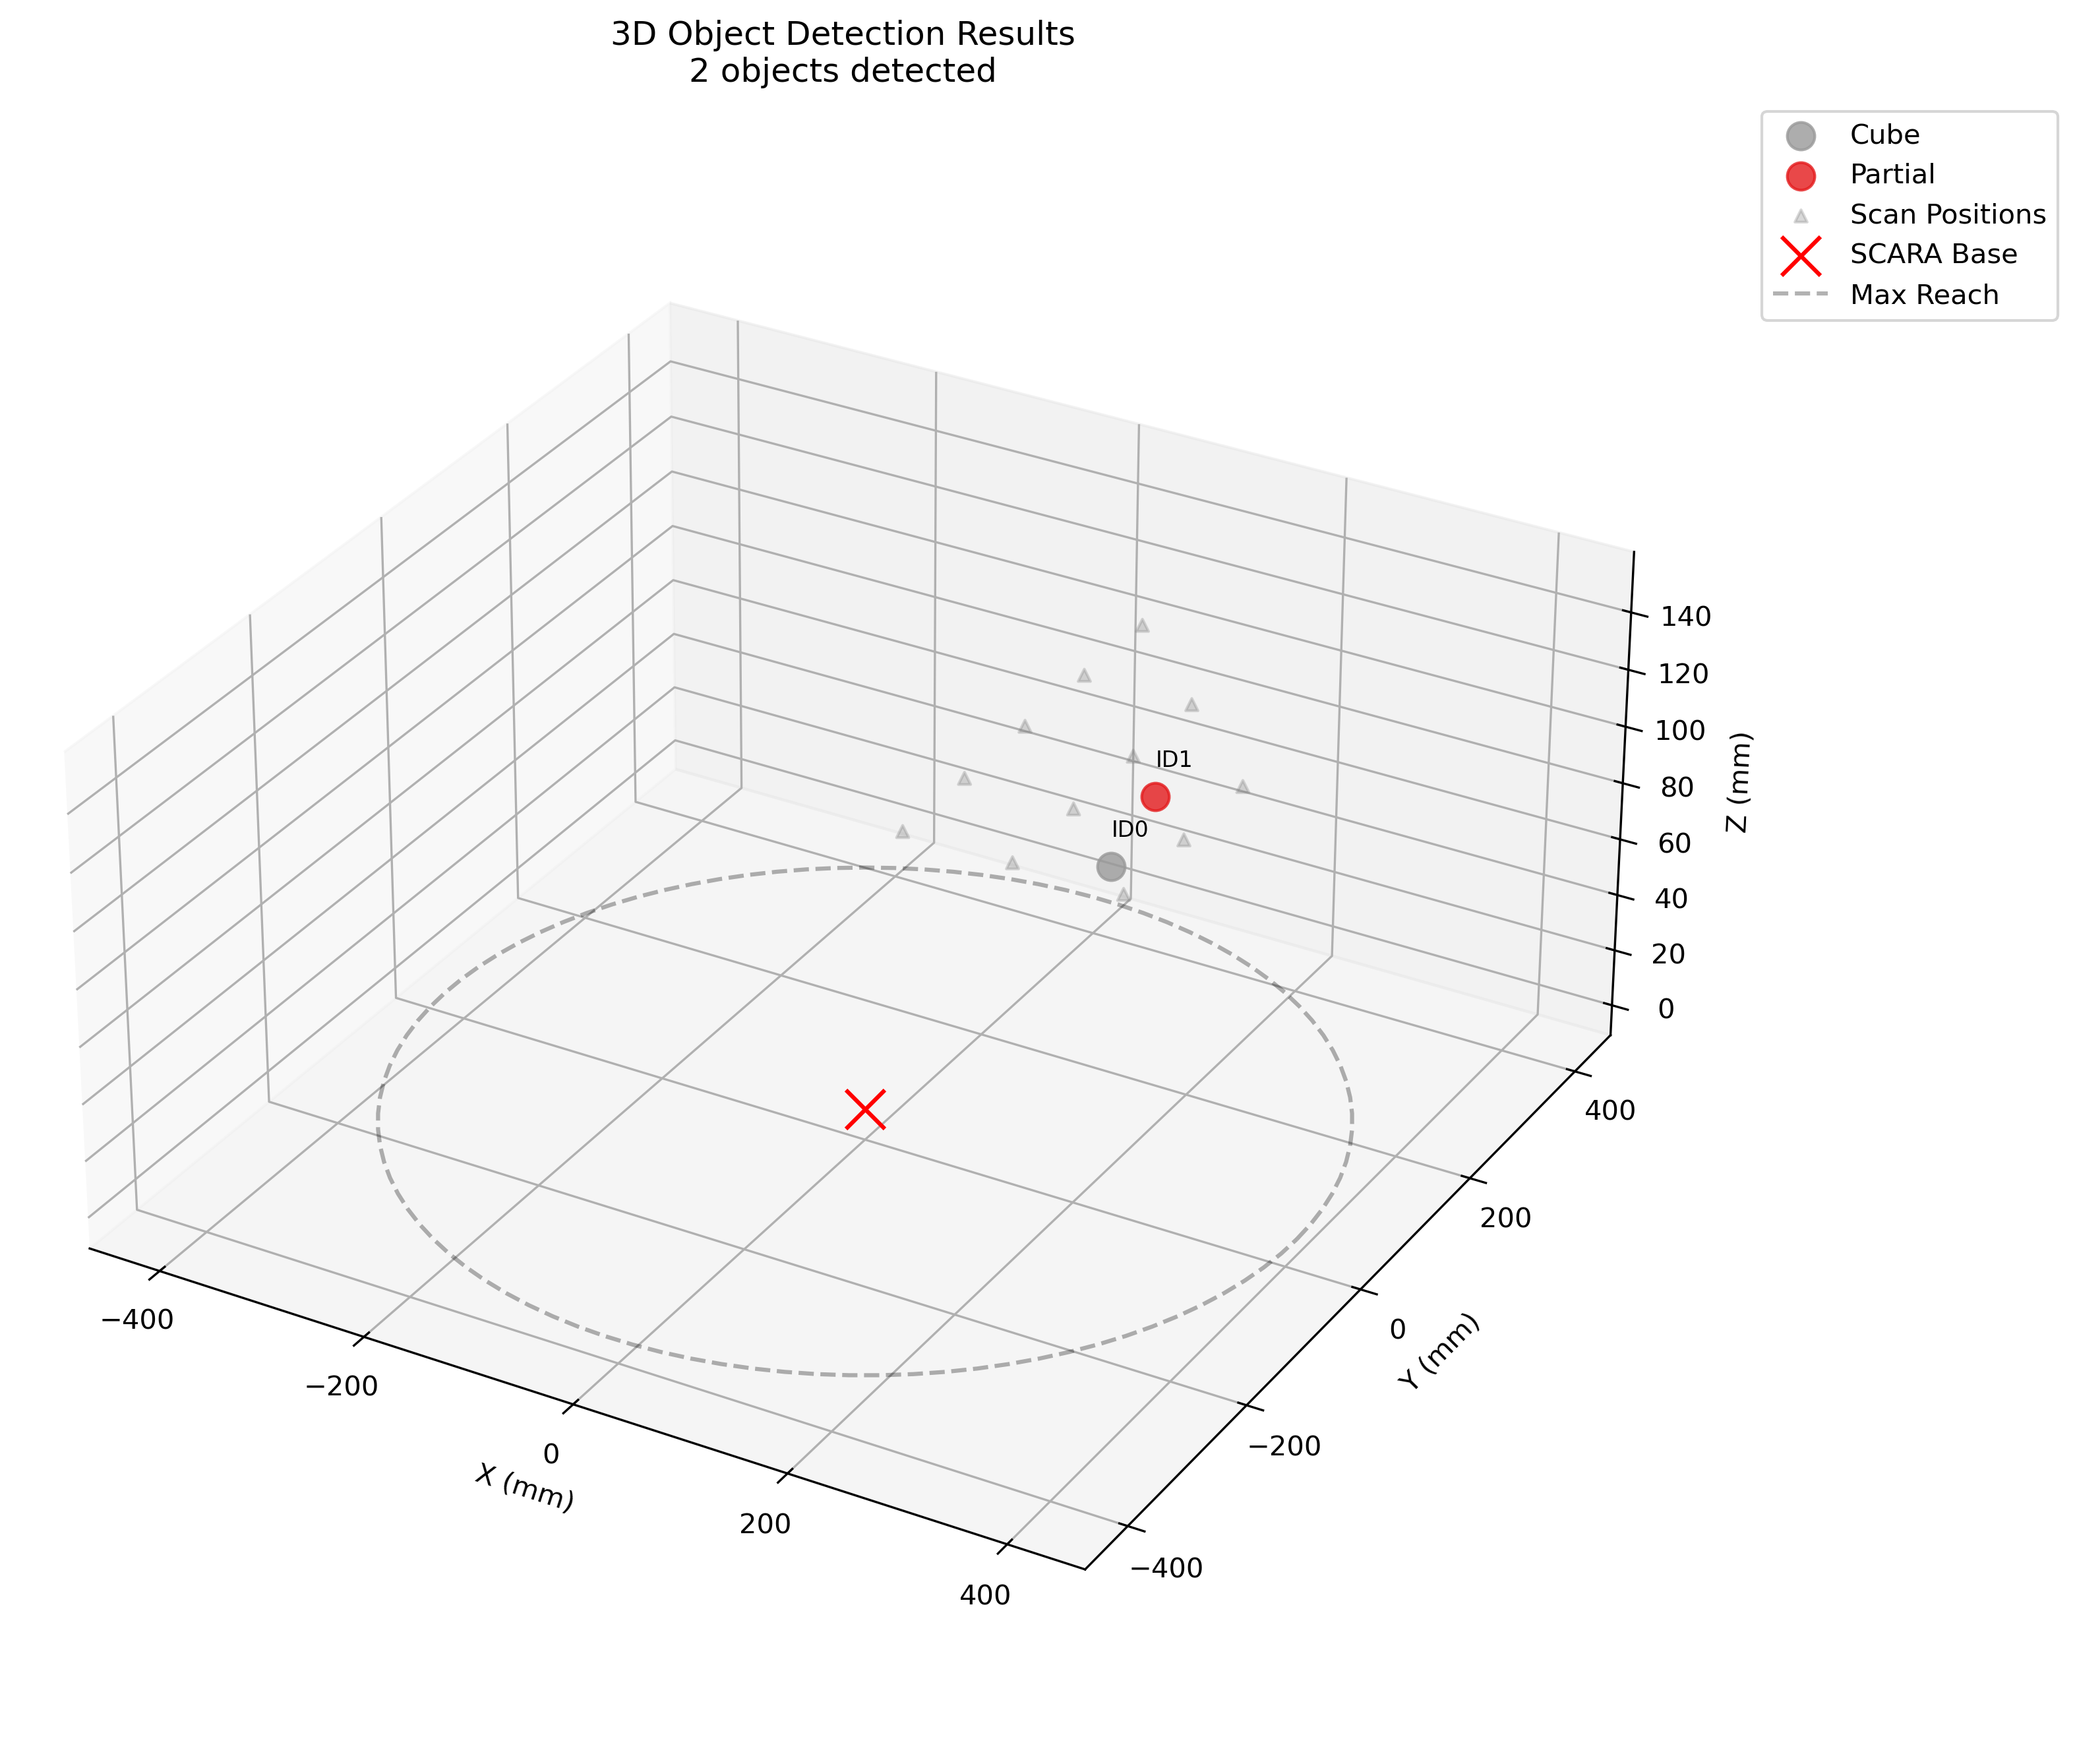 3D Object Detection Results
2 objects detected
Cube
Partial
Scan Positions
SCARA Base
Max Reach
ID1
ID0
140
120
100
80
60
40
20
0
Z (mm)
400
200
0
−200
−400
Y (mm)
−400
−200
0
200
400
X (mm)